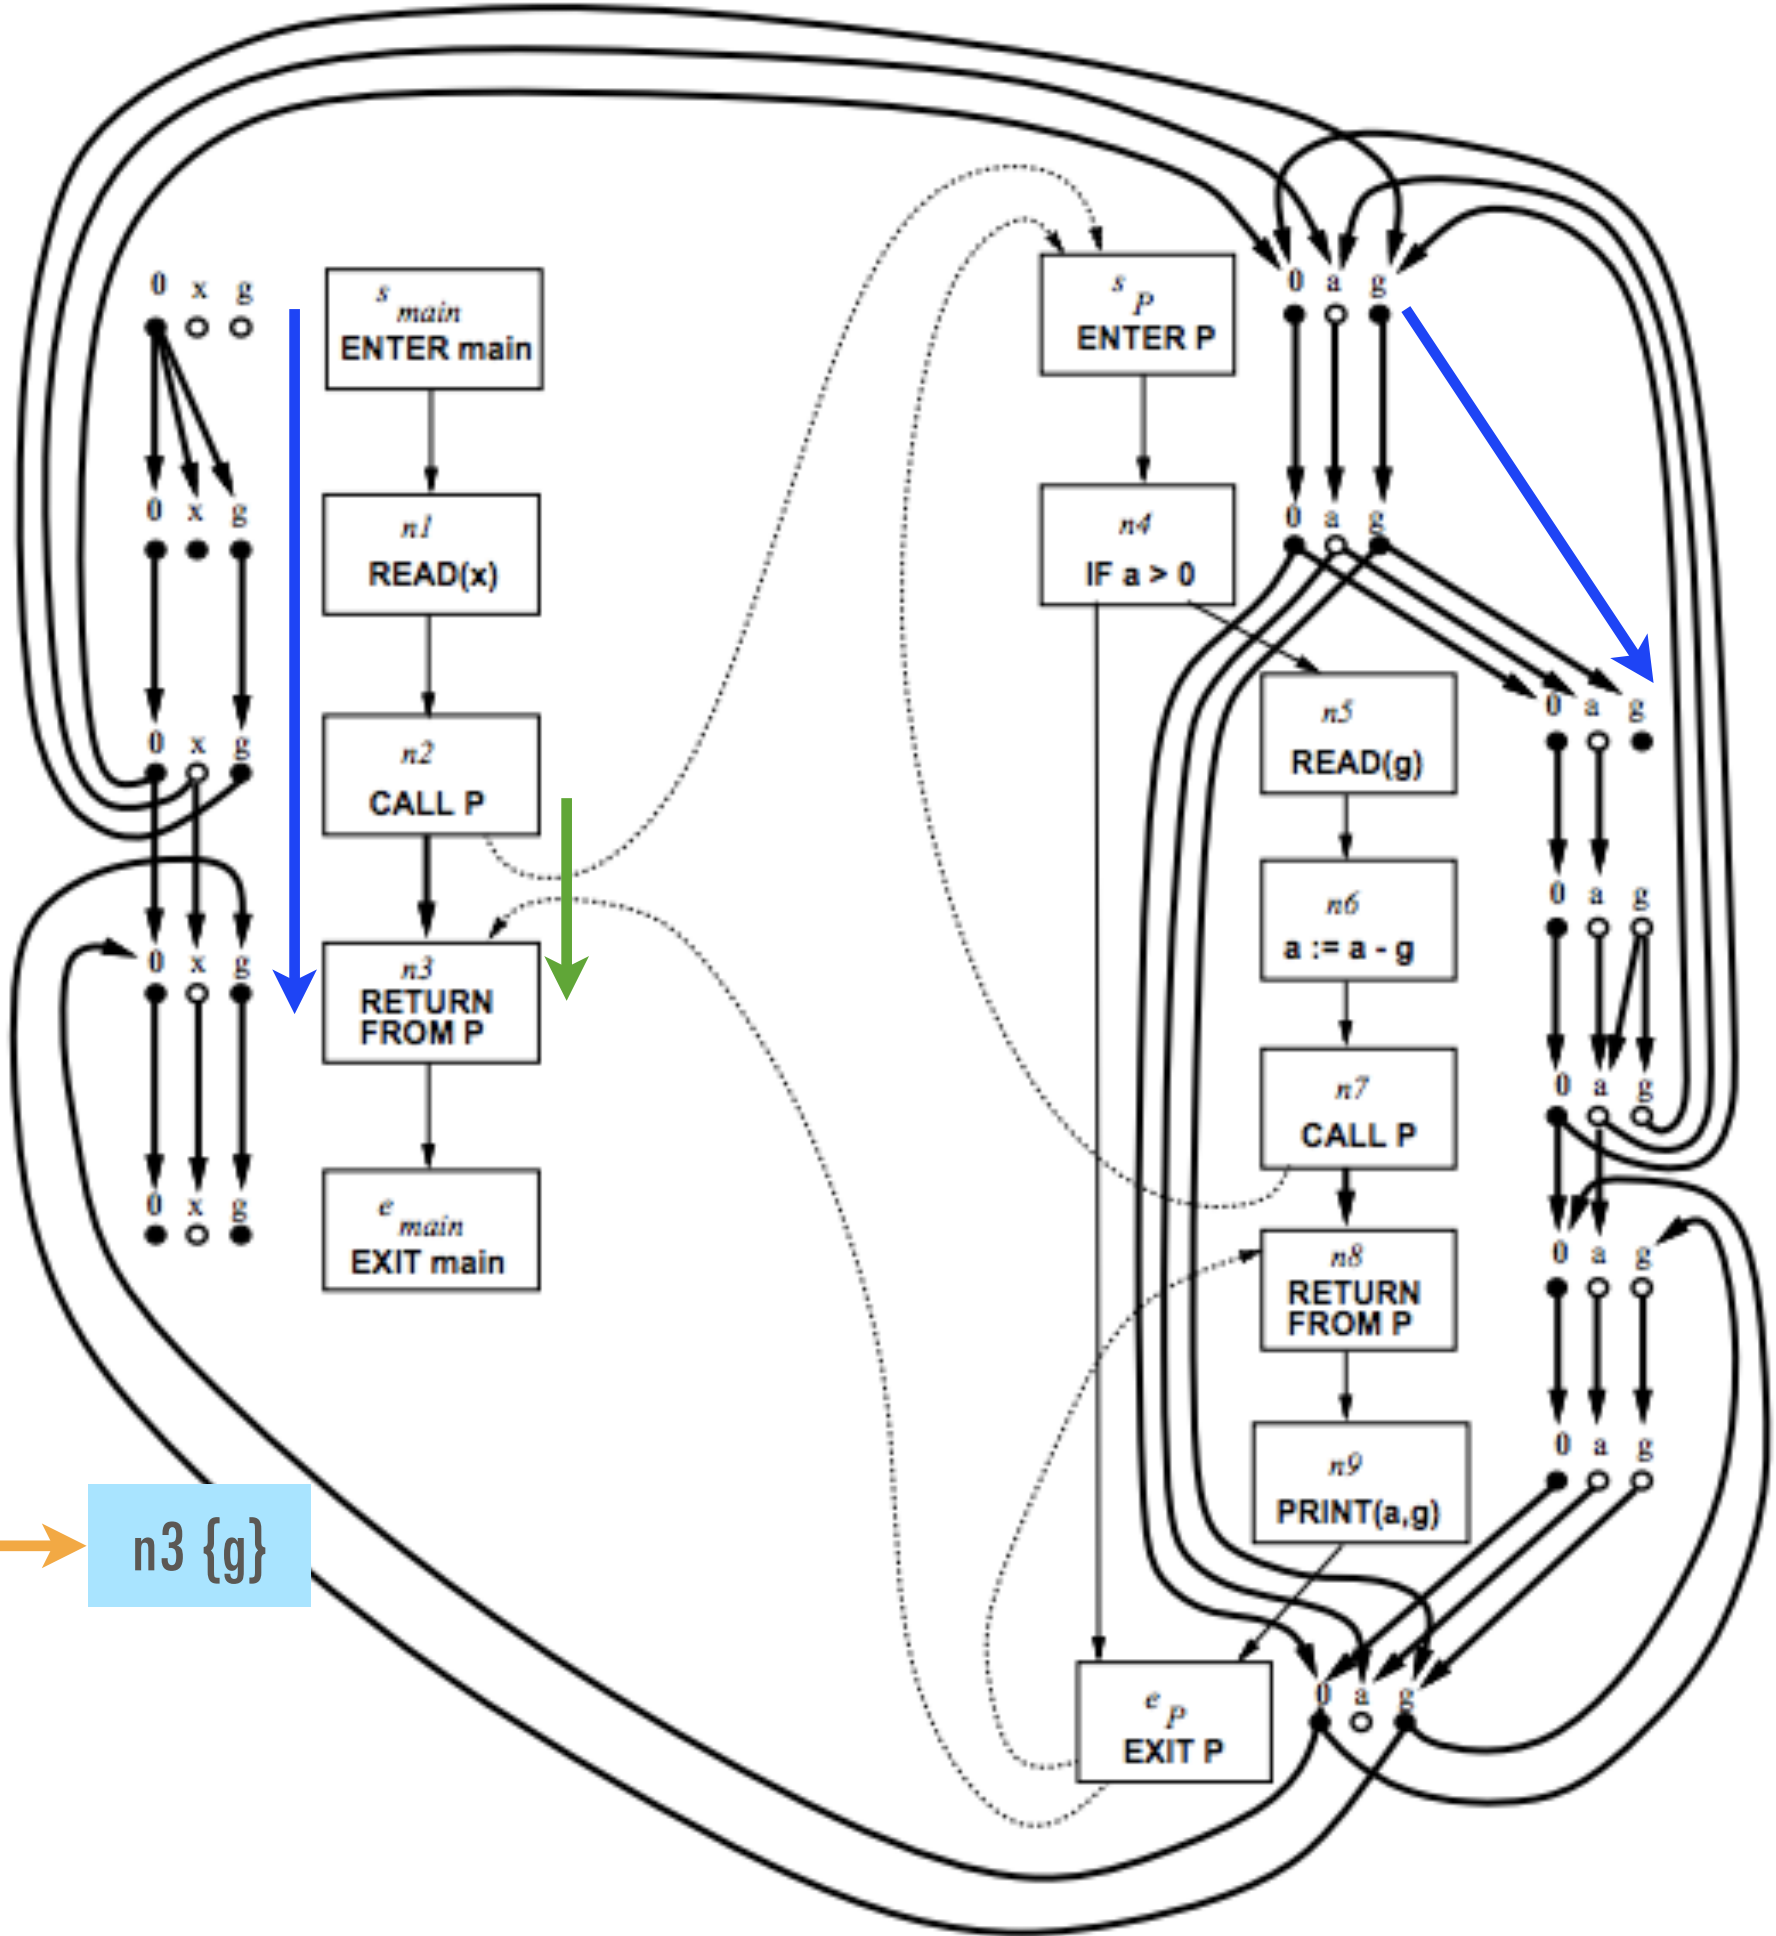 0 x g
s main
ENTER main
0 x g
n1
READ(x)
0 x g
n2
CALL P
0 x g
n3
RETURN
FROM P
0 x g
e main
EXIT main
n3 {g}
s P
ENTER P
0 a g
n4
IF a > 0
0 a g
n5
READ(g)
0 a g
n6
a := a - g
0 a g
n7
CALL P
0 a g
n8
RETURN
FROM P
0 a g
n9
PRINT(a,g)
0 a g
e P
EXIT P
0 a g